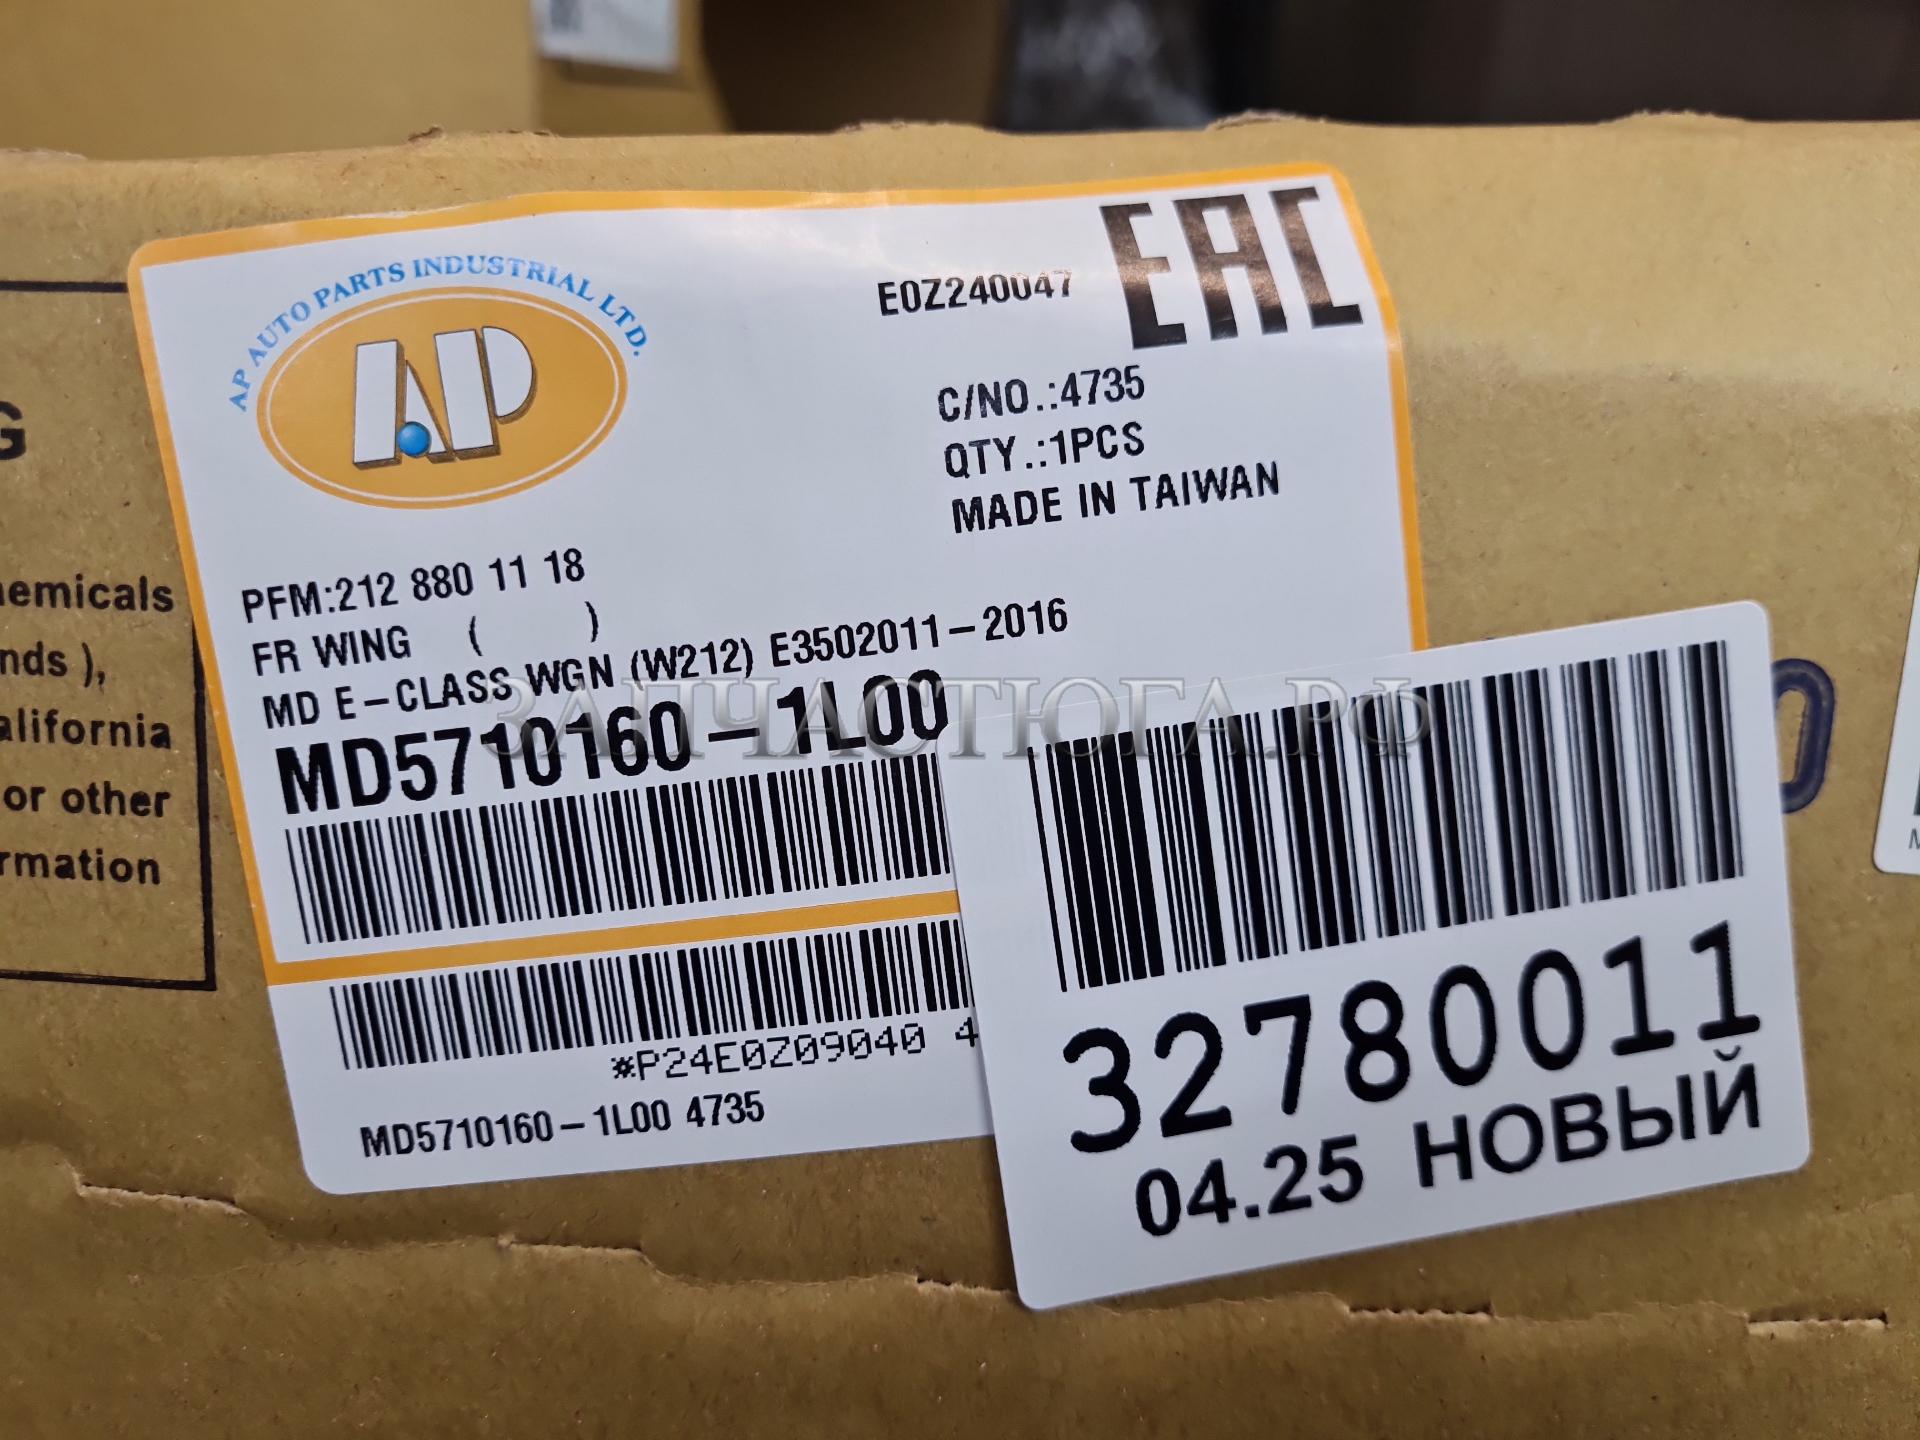 AP AUTO PARTS INDUSTRIAL LTD.
AP
E0Z240047
EAC
C/NO.:4735
QTY.:1PCS
MADE IN TAIWAN
PFM:212 880 11 18
FR WING ( )
MD E-CLASS WGN (W212) E3502011-2016
MD5710160-1L00
ЗАПЧАСТЮГА.РФ
*P24E0Z09040 4
MD5710160-1L00 4735
32780011
04.25 НОВЫЙ
G
emicals
nds ),
alifornia
or other
rmation